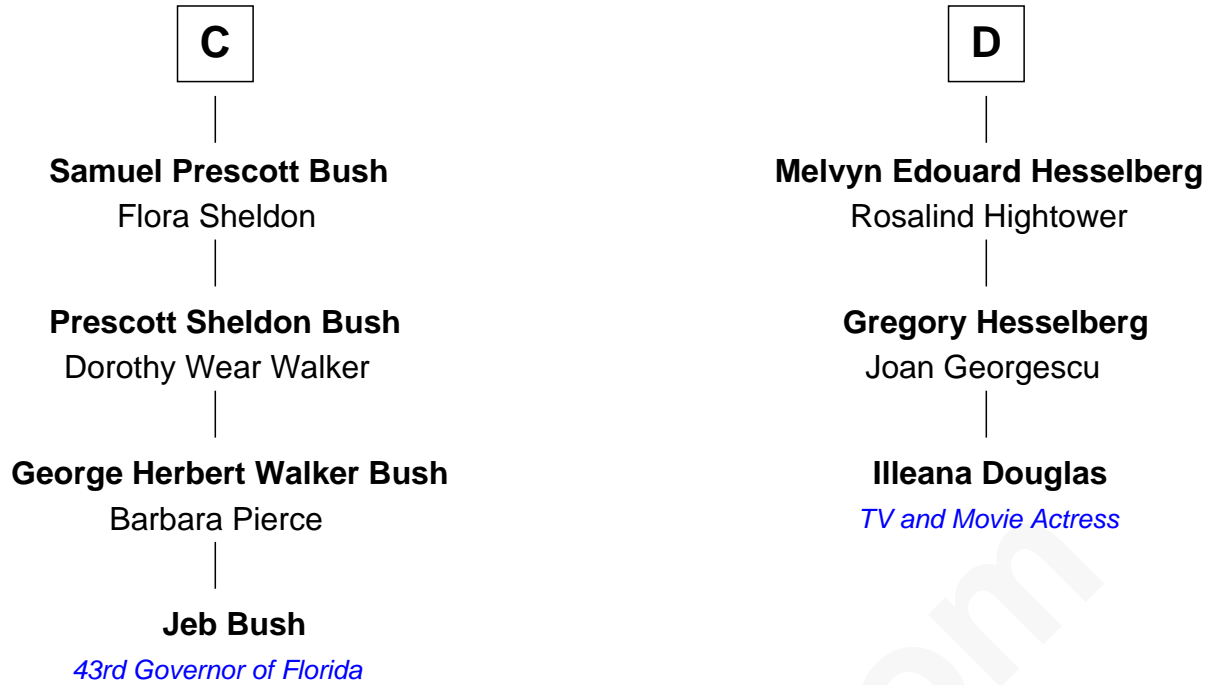 C
Samuel Prescott Bush
Flora Sheldon
Prescott Sheldon Bush
Dorothy Wear Walker
George Herbert Walker Bush
Barbara Pierce
Jeb Bush
43rd Governor of Florida
D
Melvyn Edouard Hesselberg
Rosalind Hightower
Gregory Hesselberg
Joan Georgescu
Illeana Douglas
TV and Movie Actress
om